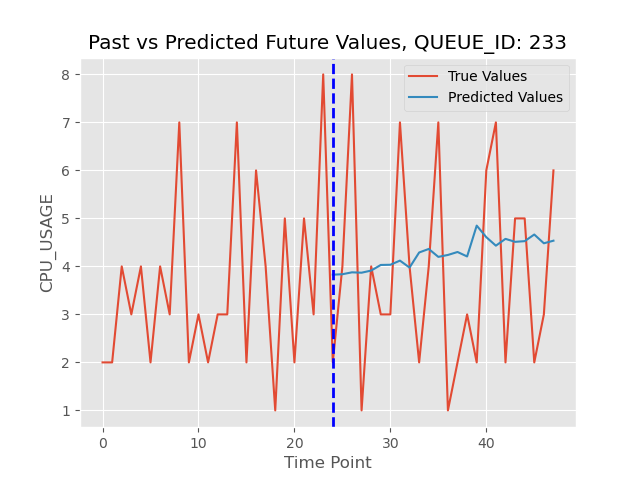 Past vs Predicted Future Values, QUEUE_ID: 233
True Values
Predicted Values
CPU_USAGE
8
7
6
5
4
3
2
1
0
10
20
30
40
Time Point